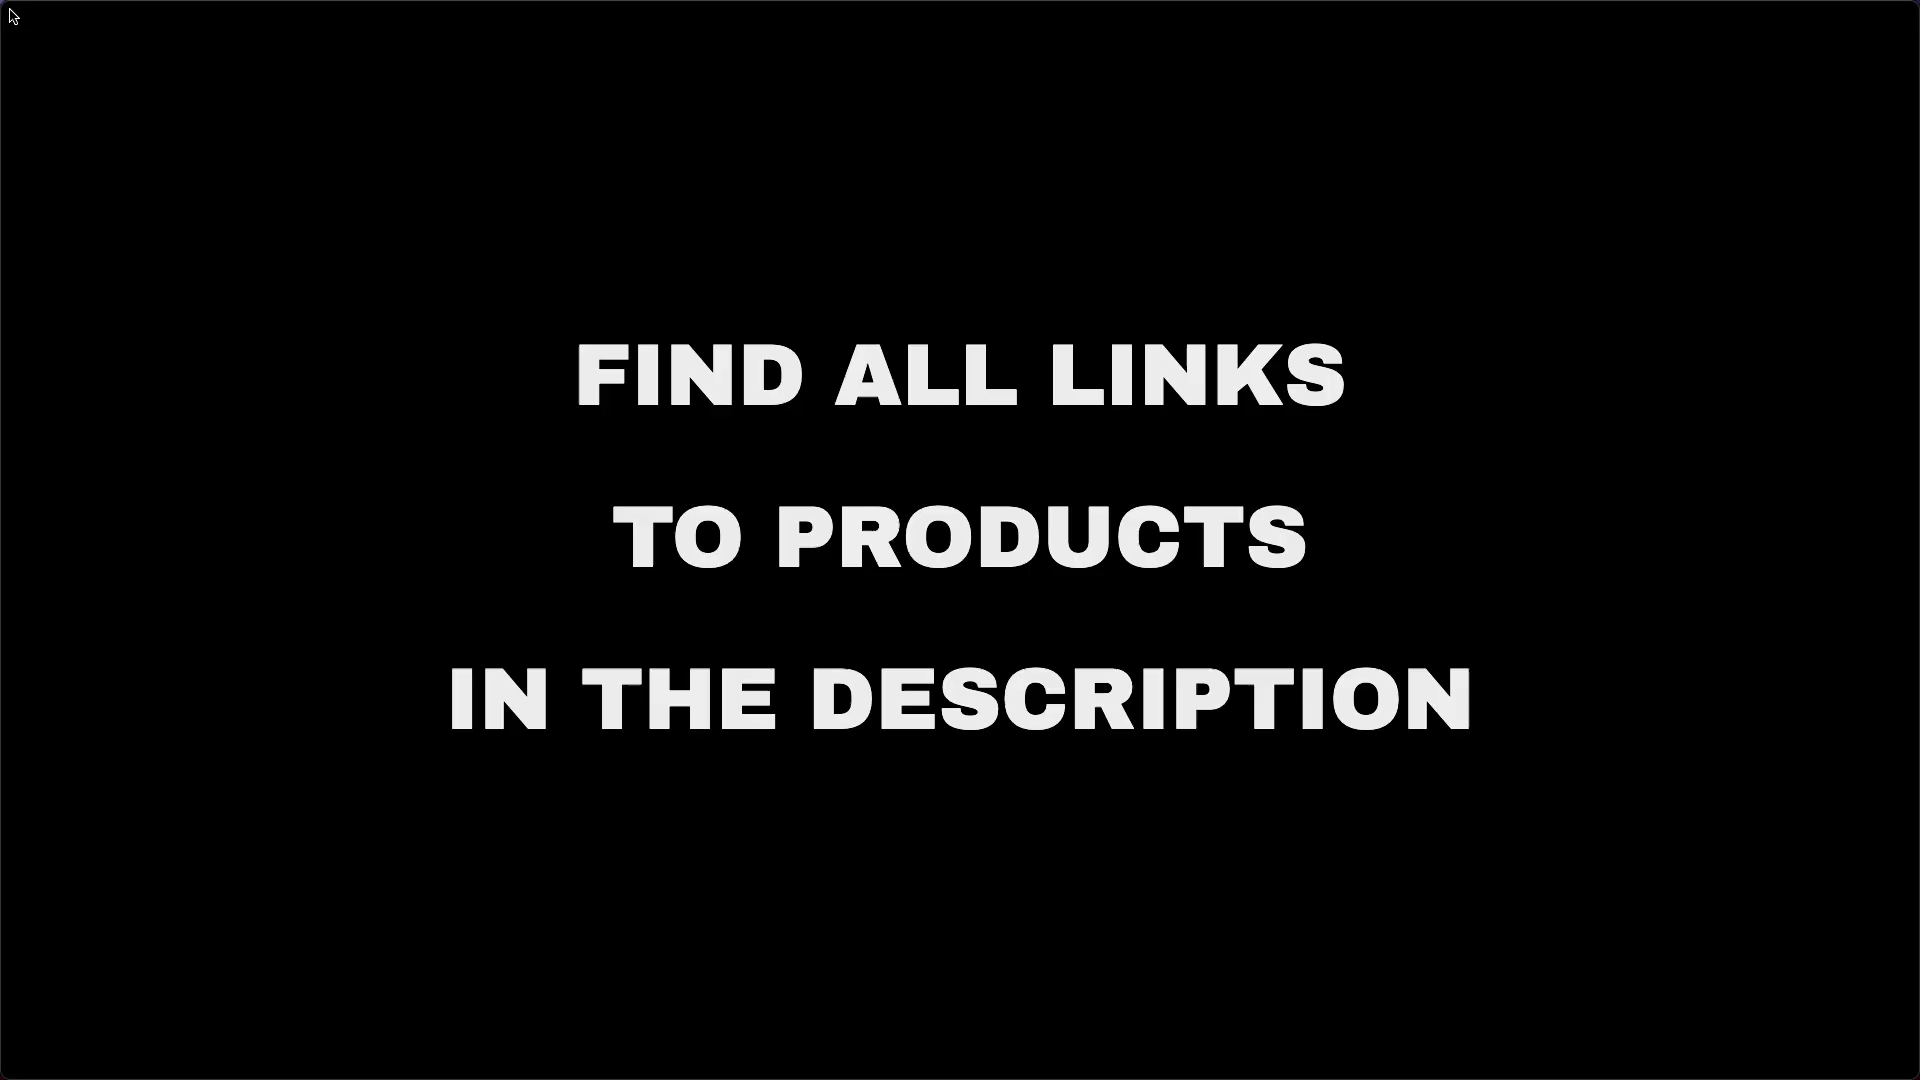 FIND ALL LINKS
TO PRODUCTS
IN THE DESCRIPTION